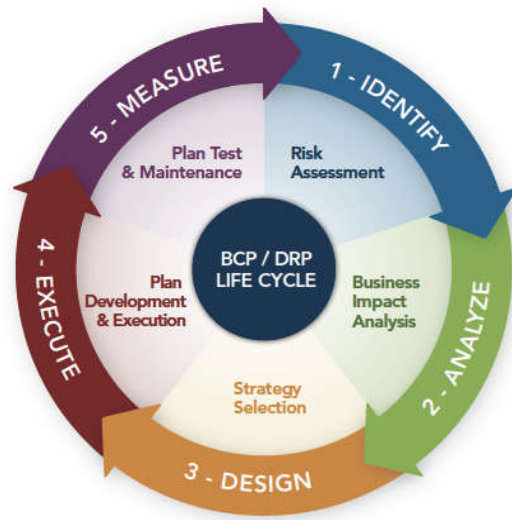 BCP / DRP
LIFE CYCLE
1 - IDENTIFY
Risk
Assessment
2 - ANALYZE
Business
Impact
Analysis
3 - DESIGN
Strategy
Selection
4 - EXECUTE
Plan
Development
& Execution
5 - MEASURE
Plan Test
& Maintenance